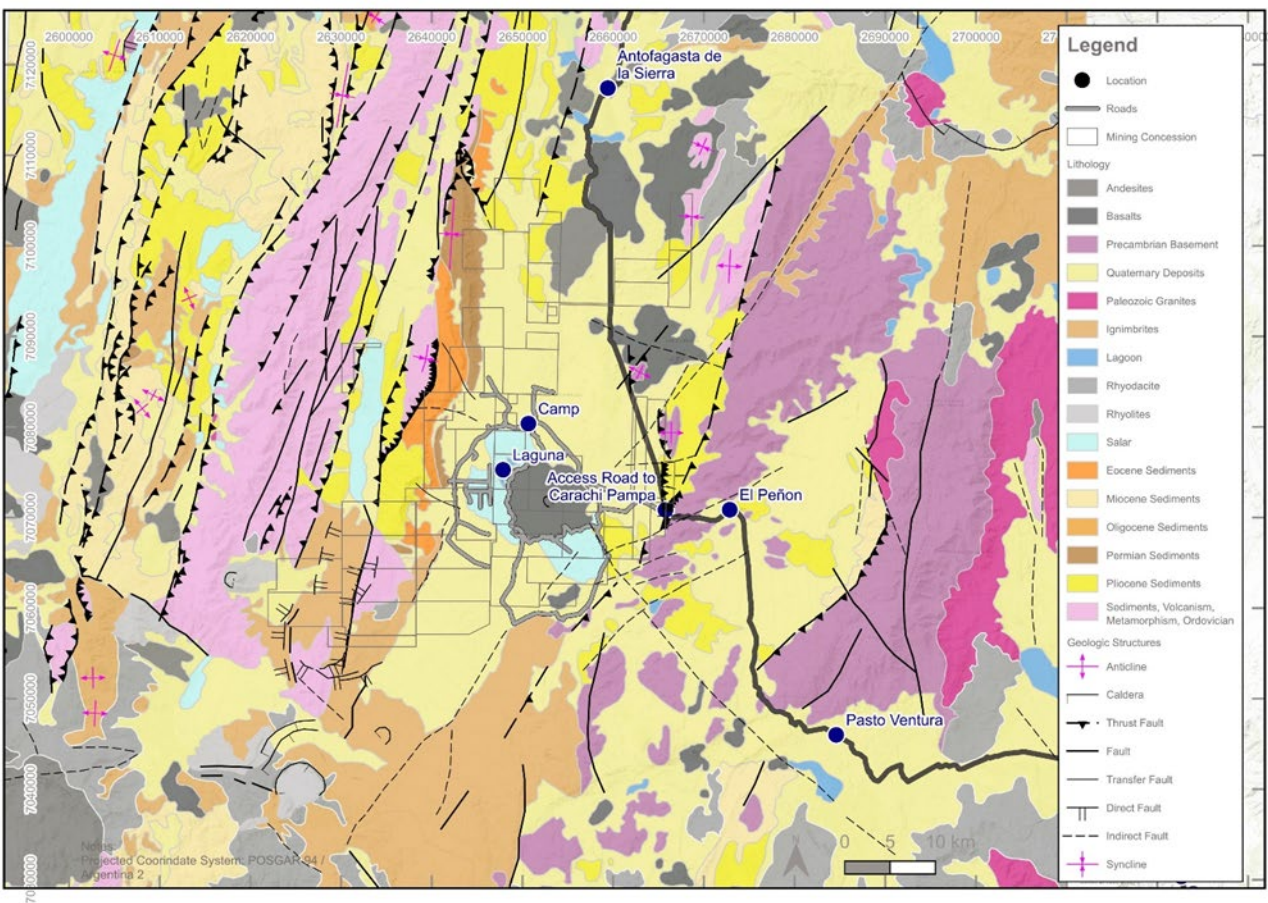 2600000 2610000 2620000 2630000 2640000 2650000 2660000 2670000 2680000 2690000 2700000
7120000
7110000
7100000
7090000
7080000
7070000
7060000
7050000
7040000
Antofagasta de
la Sierra
Camp
Laguna
Access Road to
Carachi Pampa
El Peñon
Pasto Ventura
Notes
Projected Coorindate System: POSGAR 94 /
Argentina 2
N
0 5 10 km
Legend
Location
Roads
Mining Concession
Lithology
Andesites
Basalts
Precambrian Basement
Quaternary Deposits
Paleozoic Granites
Ignimbrites
Lagoon
Rhyodacite
Rhyolites
Salar
Eocene Sediments
Miocene Sediments
Oligocene Sediments
Permian Sediments
Pliocene Sediments
Sediments, Volcanism,
Metamorphism, Ordovician
Geologic Structures
Anticline
Caldera
Thrust Fault
Fault
Transfer Fault
Direct Fault
Indirect Fault
Syncline